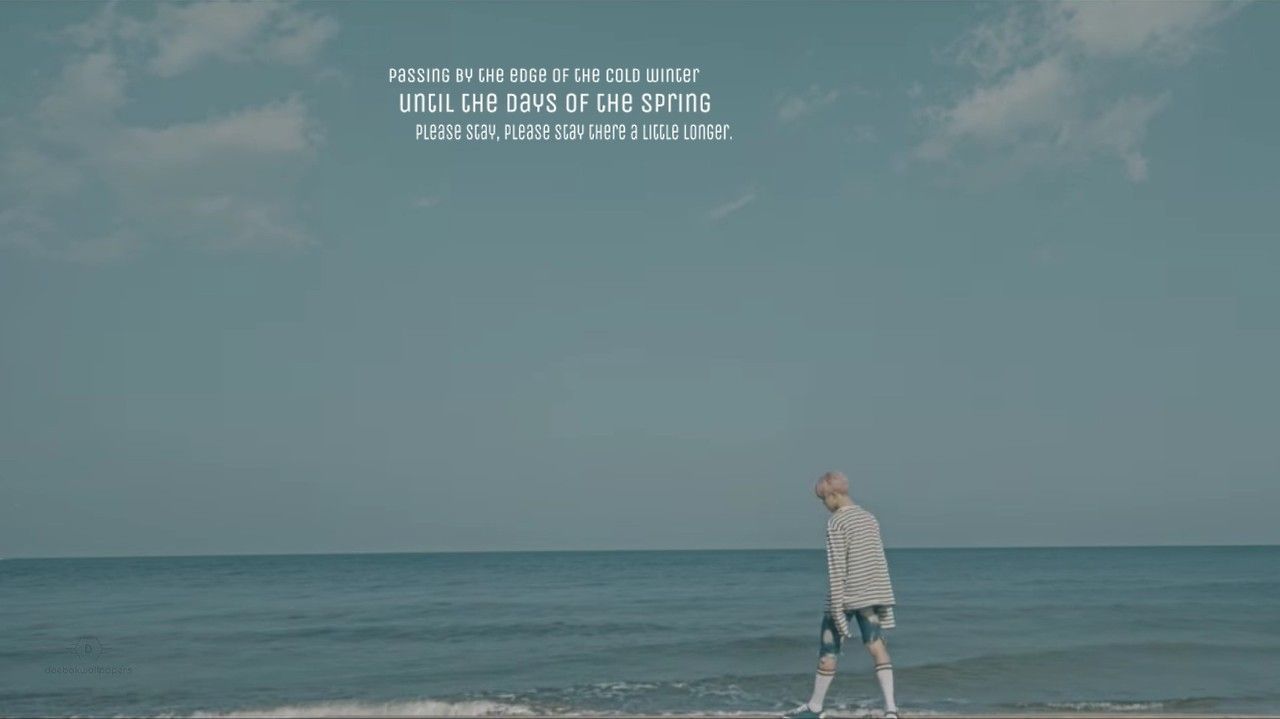 Passing by the edge of the cold winter
Until the days of the spring
Please stay, please stay there a little longer.
D
daebakwallpapers